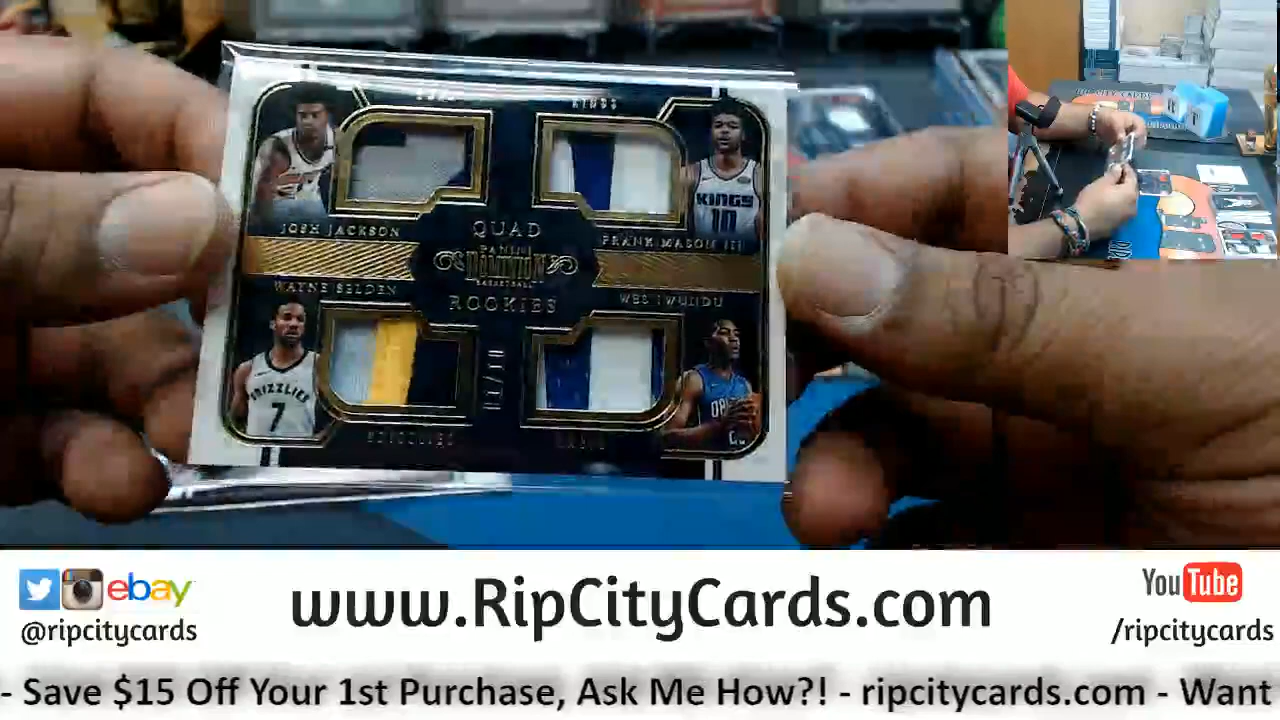 KINGS
JOSH JACKSON
QUAD
FRANK MASON III
KINGS
10
PANINI
DOMINION
BASKETBALL
WAYNE SELDEN
ROOKIES
WES IWUNDU
GRIZZLIES
7
www.RipCityCards.com
ebay
@ripcitycards
YouTube
/ripcitycards
- Save $15 Off Your 1st Purchase, Ask Me How?! - ripcitycards.com - Want